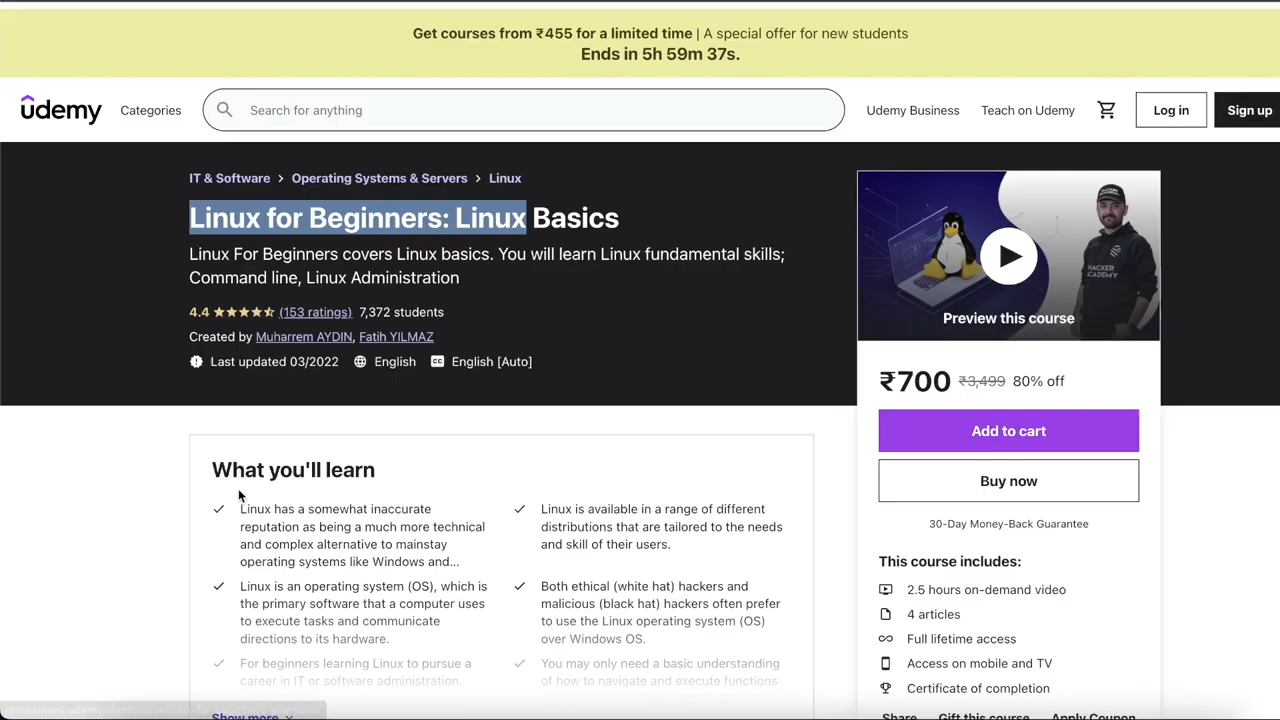 Get courses from ₹455 for a limited time | A special offer for new students
Ends in 5h 59m 37s.
ûdemy
Categories
Search for anything
Udemy Business
Teach on Udemy
Log in
Sign up
IT & Software > Operating Systems & Servers > Linux
Linux for Beginners: Linux Basics
Linux For Beginners covers Linux basics. You will learn Linux fundamental skills;
Command line, Linux Administration
4.4 (153 ratings) 7,372 students
Created by Muharrem AYDIN, Fatih YILMAZ
Last updated 03/2022 English CC English [Auto]
HACKER
ACADEMY
Preview this course
₹700 ₹3,499 80% off
Add to cart
Buy now
30-Day Money-Back Guarantee
This course includes:
2.5 hours on-demand video
4 articles
Full lifetime access
Access on mobile and TV
Certificate of completion
Share Gift this course Apply Coupon
What you'll learn
Linux has a somewhat inaccurate
reputation as being a much more technical
and complex alternative to mainstay
operating systems like Windows and...
Linux is available in a range of different
distributions that are tailored to the needs
and skill of their users.
Linux is an operating system (OS), which is
the primary software that a computer uses
to execute tasks and communicate
directions to its hardware.
Both ethical (white hat) hackers and
malicious (black hat) hackers often prefer
to use the Linux operating system (OS)
over Windows OS.
For beginners learning Linux to pursue a
career in IT or software administration.
You may only need a basic understanding
of how to navigate and execute functions
Show more